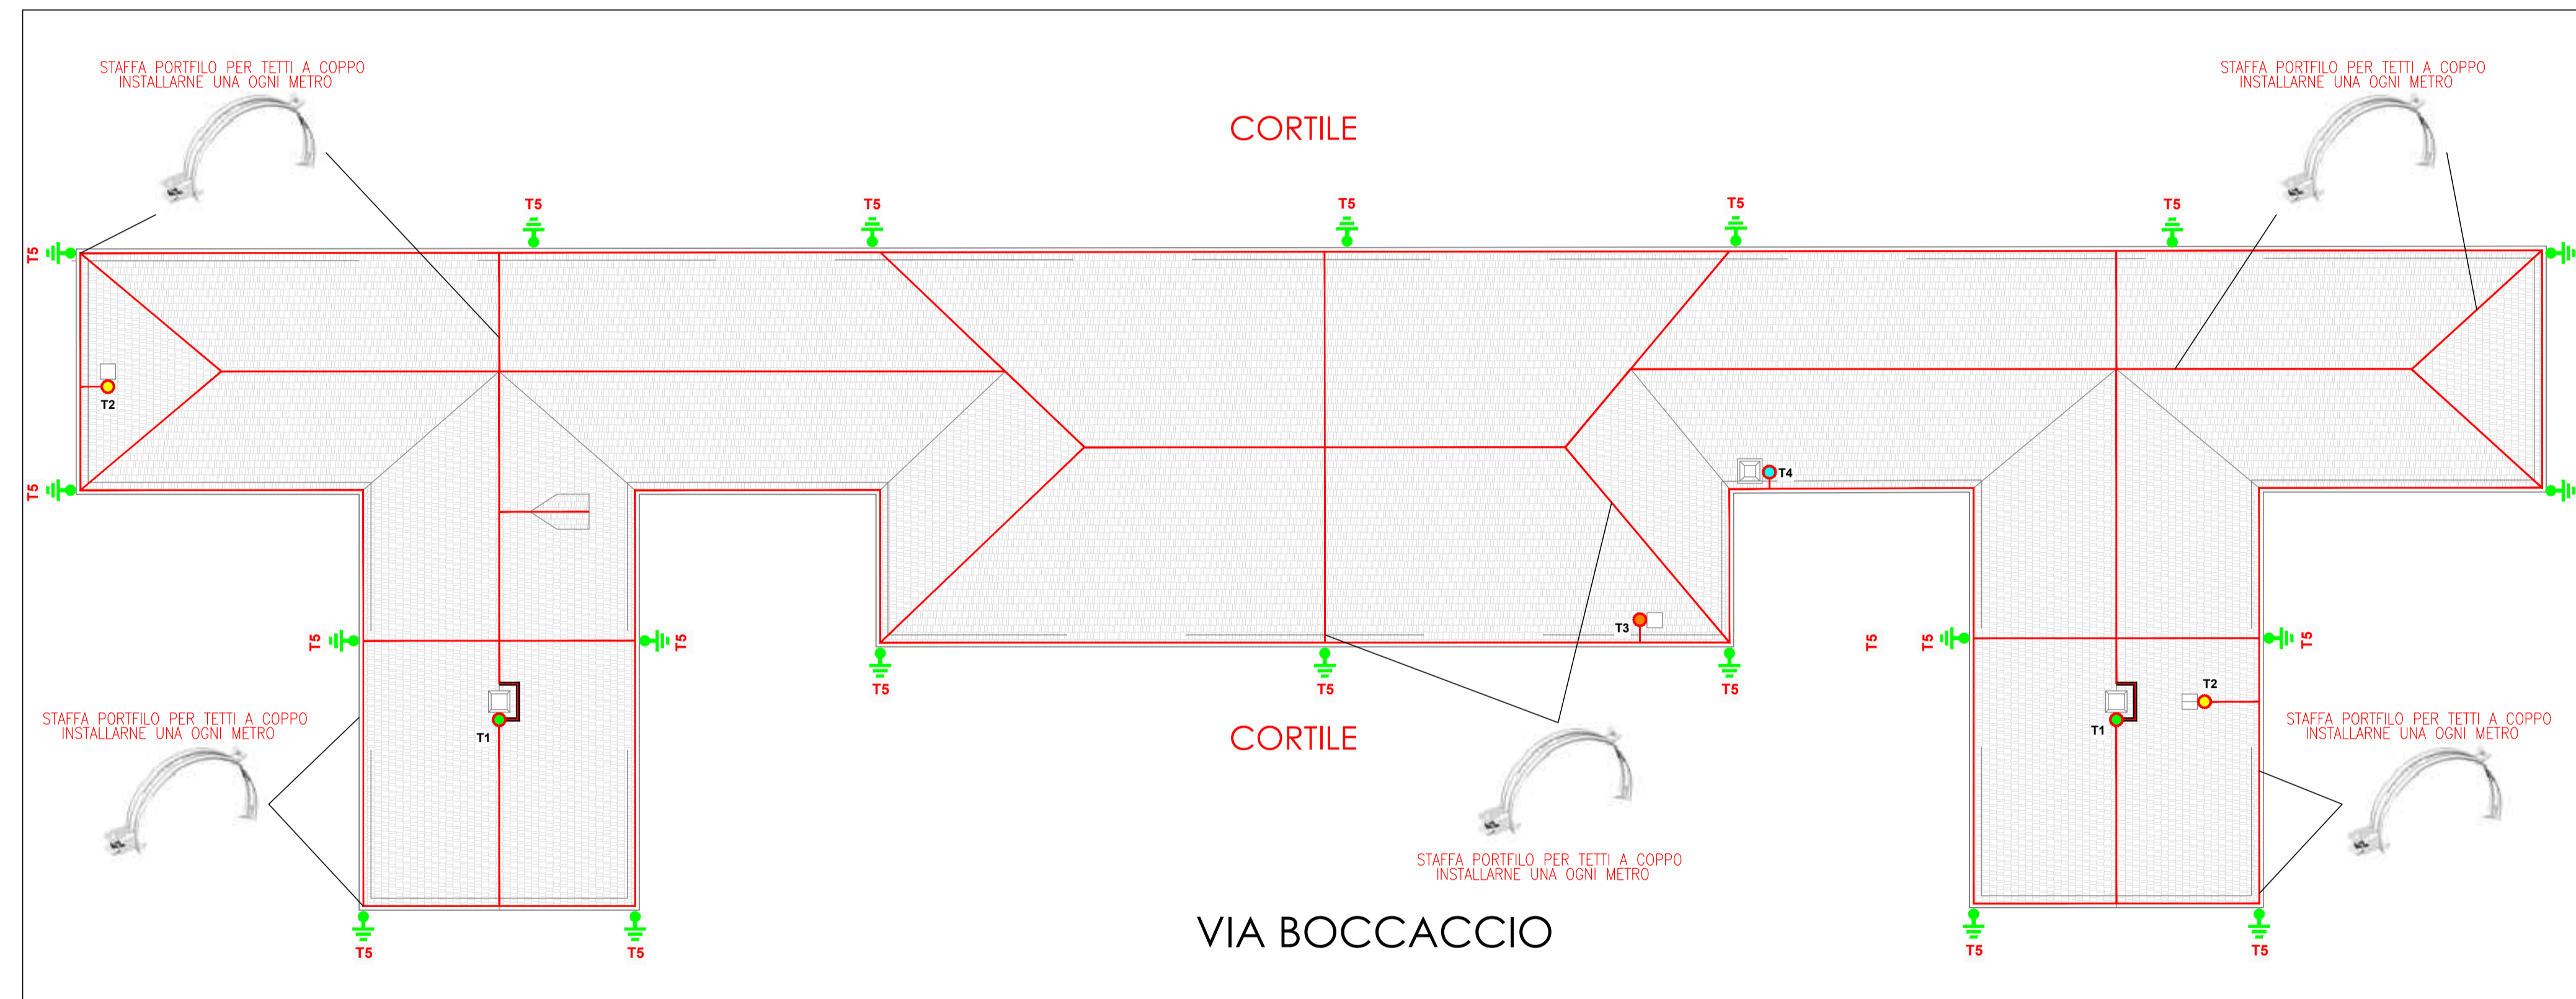 STAFFA PORTFILO PER TETTI A COPPO
INSTALLARNE UNA OGNI METRO
STAFFA PORTFILO PER TETTI A COPPO
INSTALLARNE UNA OGNI METRO
CORTILE
T5
T5
T5
T5
T5
T5
T2
T4
T5
T3
T5
T5
T5
T5
T5
T5
T5
T5
T5
T2
T1
T1
STAFFA PORTFILO PER TETTI A COPPO
INSTALLARNE UNA OGNI METRO
CORTILE
STAFFA PORTFILO PER TETTI A COPPO
INSTALLARNE UNA OGNI METRO
STAFFA PORTFILO PER TETTI A COPPO
INSTALLARNE UNA OGNI METRO
VIA BOCCACCIO
T5
T5
T5
T5